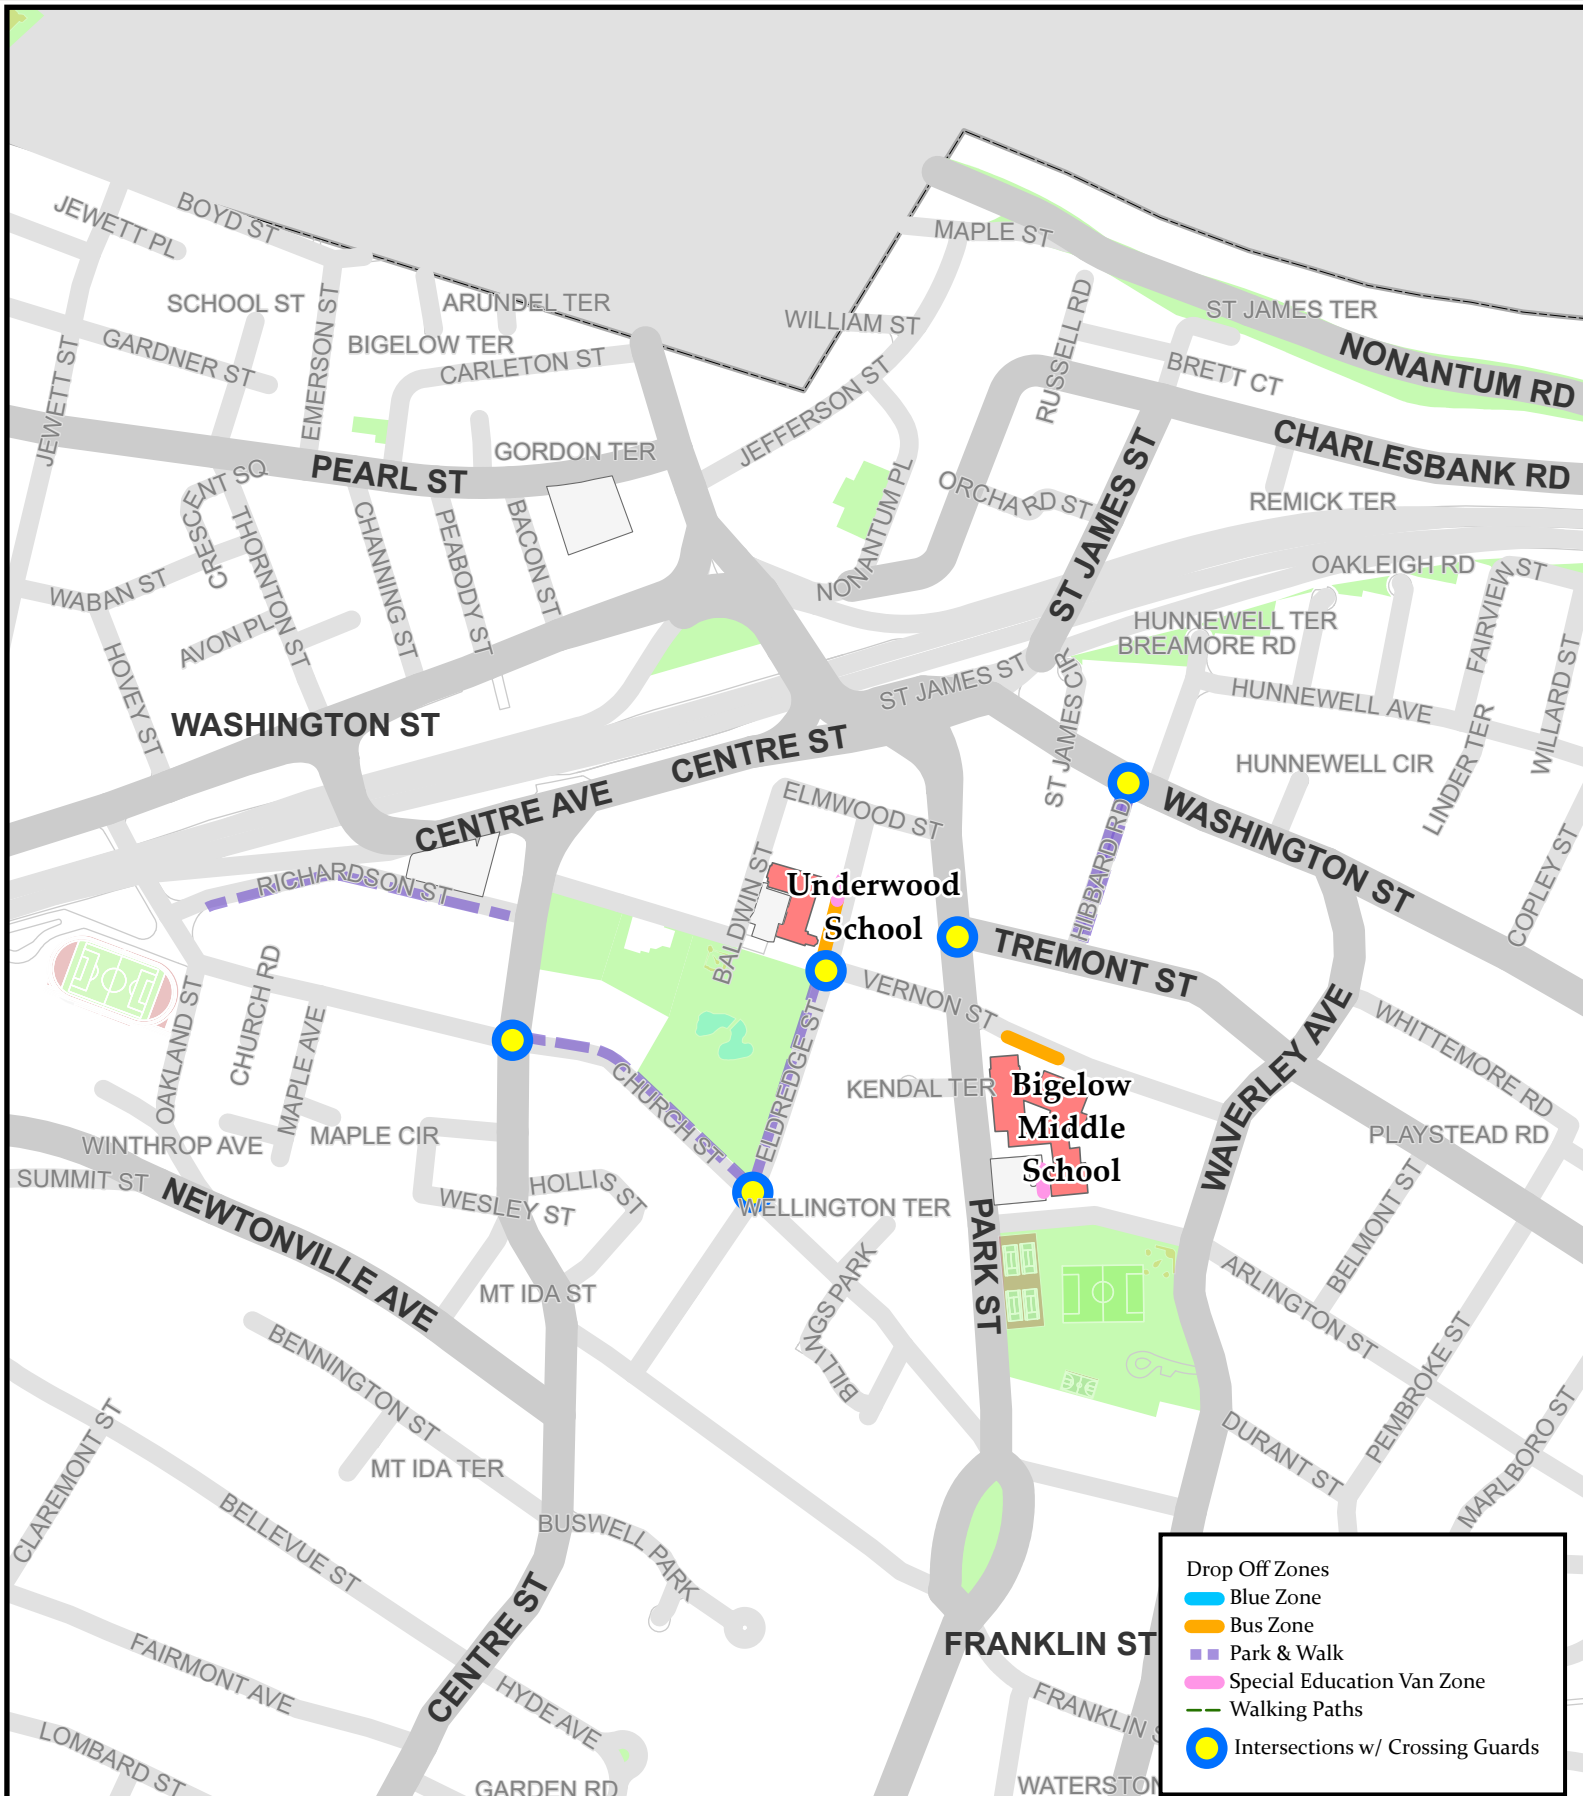 JEWETT PL
BOYD ST
MAPLE ST
SCHOOL ST
EMERSON ST
ARUNDEL TER
WILLIAM ST
RUSSELL RD
ST JAMES TER
GARDNER ST
BIGELOW TER
CARLETON ST
BRETT CT
NONANTUM RD
JEWETT ST
JEFFERSON ST
PEARL ST
GORDON TER
CHARLESBANK RD
CRESCENT SQ
ORCHARD ST
ST JAMES ST
REMICK TER
THORNTON ST
CHANNING ST
PEABODY ST
BACON ST
NONANTUM PL
WABAN ST
OAKLEIGH RD
FAIRVIEW ST
AVON PL
HUNNEWELL TER
BREAMORE RD
HOVEY ST
ST JAMES ST
ST JAMES CIR
HUNNEWELL AVE
WILLARD ST
WASHINGTON ST
CENTRE ST
LINDER TER
HUNNEWELL CIR
CENTRE AVE
ELMWOOD ST
HIBBARD RD
WASHINGTON ST
RICHARDSON ST
BALDWIN ST
Underwood
School
COPLEY ST
TREMONT ST
OAKLAND ST
CHURCH RD
MAPLE AVE
VERNON ST
ELDREDGE ST
WAVERLEY AVE
WHITTEMORE RD
CHURCH ST
KENDAL TER
Bigelow
Middle
School
WINTHROP AVE
MAPLE CIR
PLAYSTEAD RD
SUMMIT ST
NEWTONVILLE AVE
WESLEY ST
HOLLIS ST
WELLINGTON TER
PARK ST
BELMONT ST
MT IDA ST
BILLINGS PARK
ARLINGTON ST
BENNINGTON ST
PEMBROKE ST
CLAREMONT ST
MT IDA TER
DURANT ST
MARLBORO ST
BELLEVUE ST
BUSWELL PARK
CENTRE ST
FRANKLIN ST
FAIRMONT AVE
HYDE AVE
FRANKLIN S
LOMBARD ST
GARDEN RD
WATERSTON
Drop Off Zones
Blue Zone
Bus Zone
Park & Walk
Special Education Van Zone
Walking Paths
Intersections w/ Crossing Guards